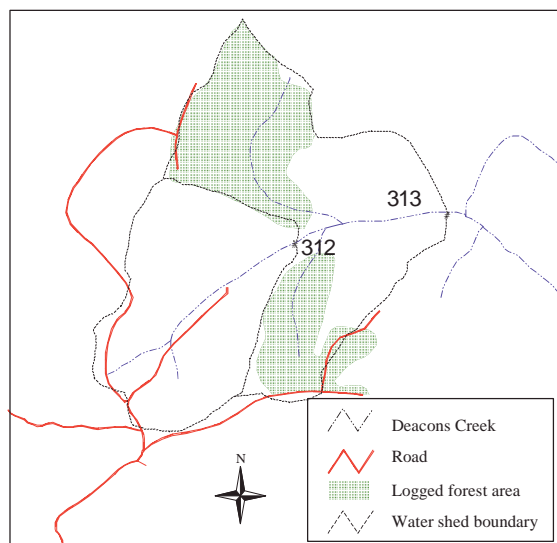 313
312
N
Deacons Creek
Road
Logged forest area
Water shed boundary